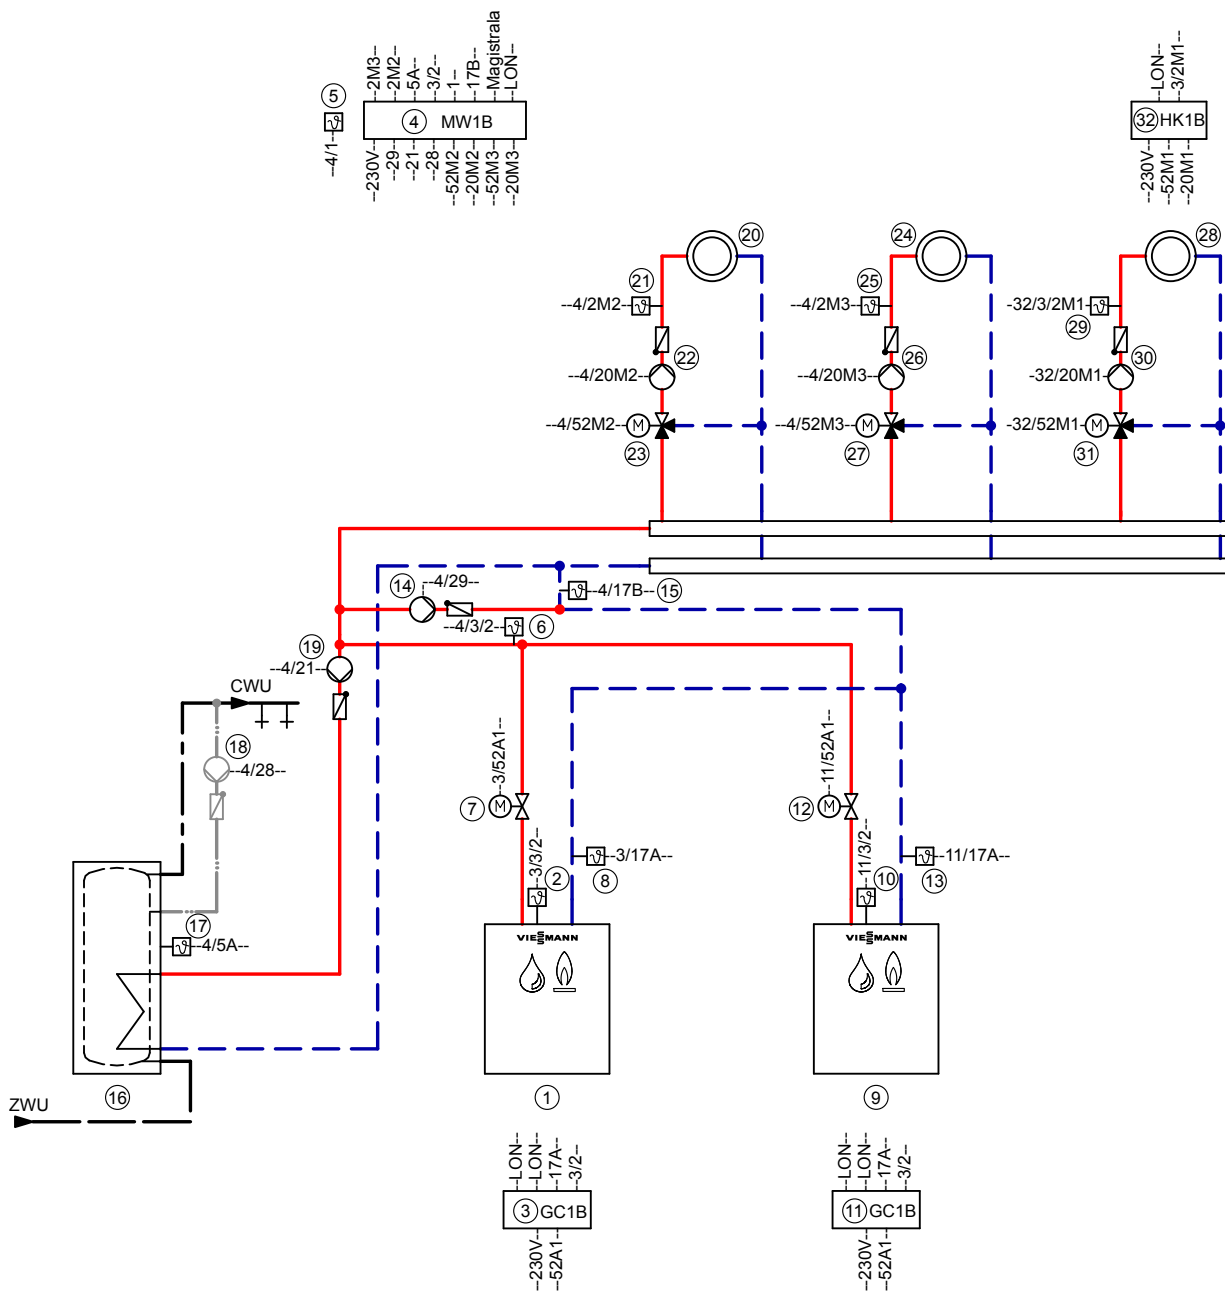 --2M3--
--2M2--
--5A--
--3/2--
--1--
--17B--
--Magistrala
--LON--
5
--4/1--
4 MW1B
--230V--
--29--
--21--
--28--
--52M2--
--20M2--
--52M3--
--20M3--
--LON--
--3/2M1--
32 HK1B
--230V--
--52M1--
--20M1--
20
24
28
21
25
--4/2M2--
--4/2M3--
-32/3/2M1-
29
22
26
30
--4/20M2-
--4/20M3-
-32/20M1-
--4/52M2- M
--4/52M3- M
-32/52M1- M
23
27
31
14
--4/29--
--4/17B-- 15
--4/3/2-- 6
19
--4/21--
CWU
18
--4/28--
--3/52A1--
--11/52A1--
7 M
12 M
--3/3/2--
--11/3/2--
--3/17A--
--11/17A--
2
8
10
13
17
--4/5A--
VIESSMANN
VIESSMANN
16
1
9
ZWU
--LON--
--LON--
--17A--
--3/2--
--LON--
--LON--
--17A--
--3/2--
3 GC1B
11 GC1B
--230V--
--52A1--
--230V--
--52A1--